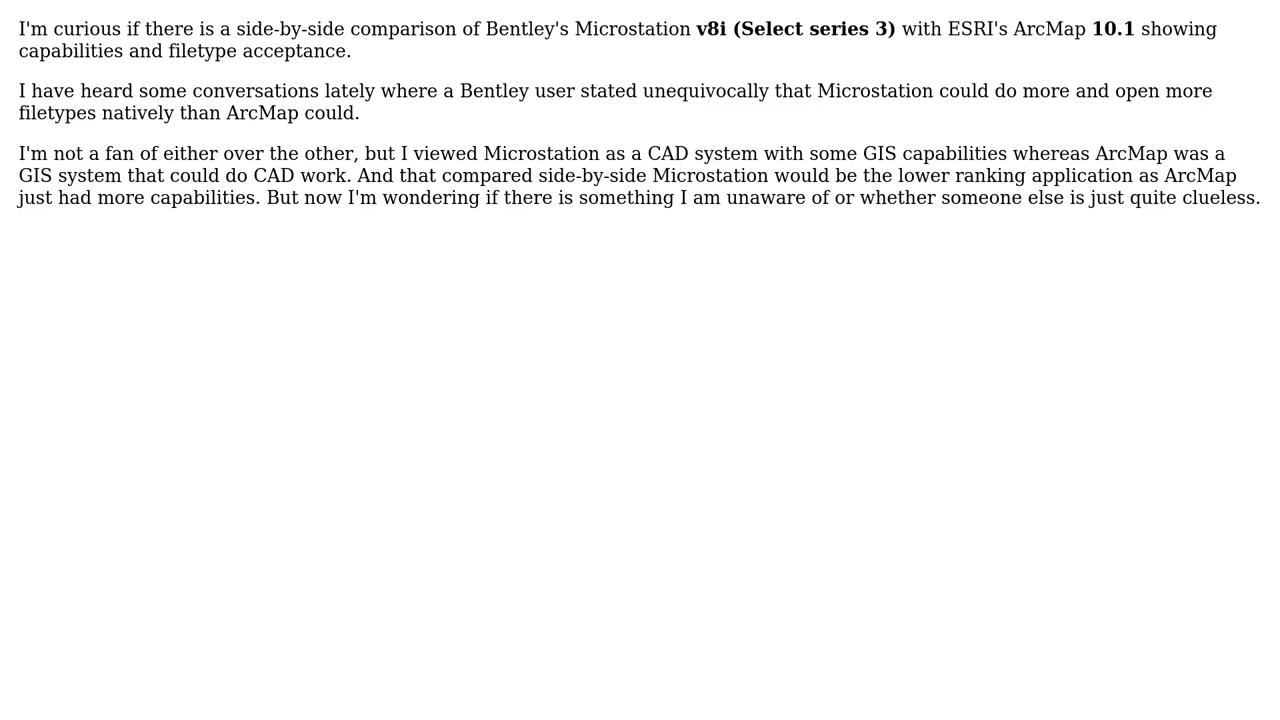 I'm curious if there is a side-by-side comparison of Bentley's Microstation v8i (Select series 3) with ESRI's ArcMap 10.1 showing
capabilities and filetype acceptance.
I have heard some conversations lately where a Bentley user stated unequivocally that Microstation could do more and open more
filetypes natively than ArcMap could.
I'm not a fan of either over the other, but I viewed Microstation as a CAD system with some GIS capabilities whereas ArcMap was a
GIS system that could do CAD work. And that compared side-by-side Microstation would be the lower ranking application as ArcMap
just had more capabilities. But now I'm wondering if there is something I am unaware of or whether someone else is just quite clueless.